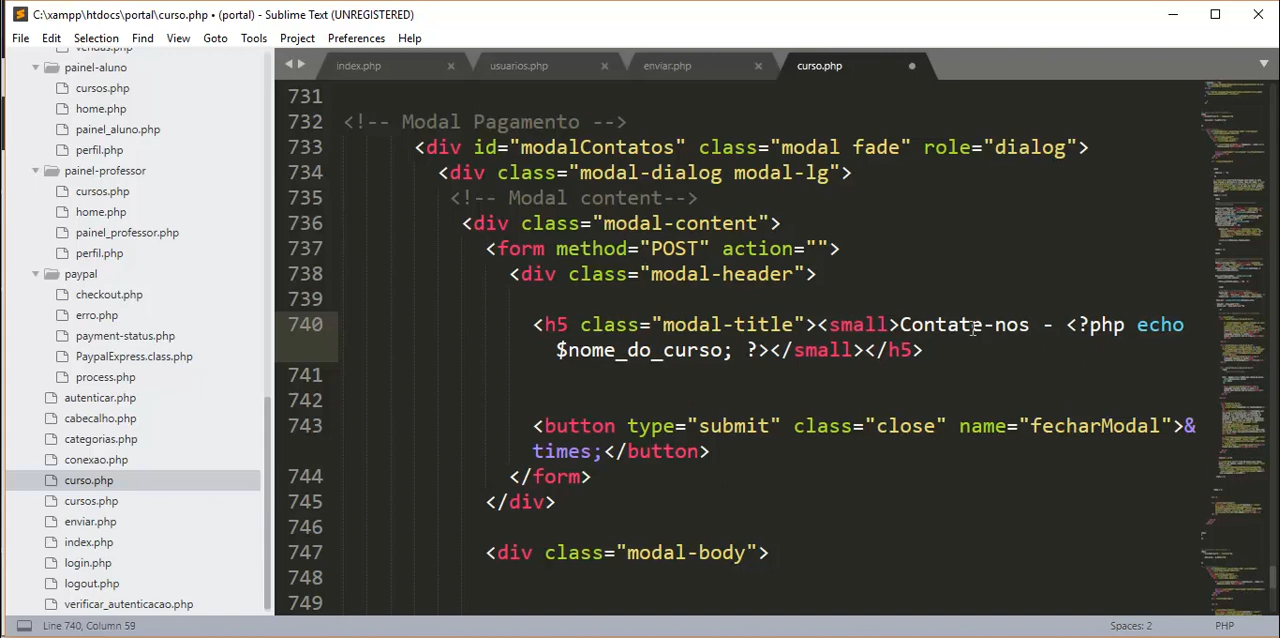 C:\xampp\htdocs\portal\curso.php • (portal) - Sublime Text (UNREGISTERED)
File Edit Selection Find View Goto Tools Project Preferences Help
vendas.php
painel-aluno
cursos.php
home.php
painel_aluno.php
perfil.php
painel-professor
cursos.php
home.php
painel_professor.php
perfil.php
paypal
checkout.php
erro.php
payment-status.php
PaypalExpress.class.php
process.php
autenticar.php
cabecalho.php
categorias.php
conexao.php
curso.php
cursos.php
enviar.php
index.php
login.php
logout.php
verificar_autenticacao.php
index.php usuarios.php enviar.php curso.php
731
732 <!-- Modal Pagamento -->
733 <div id="modalContatos" class="modal fade" role="dialog">
734 <div class="modal-dialog modal-lg">
735 <!-- Modal content-->
736 <div class="modal-content">
737 <form method="POST" action="">
738 <div class="modal-header">
739
740 <h5 class="modal-title"><small>Contate-nos - <?php echo
$nome_do_curso; ?></small></h5>
741
742
743 <button type="submit" class="close" name="fecharModal">&
times;</button>
744 </form>
745 </div>
746
747 <div class="modal-body">
748
749
Line 740, Column 59 Spaces: 2 PHP